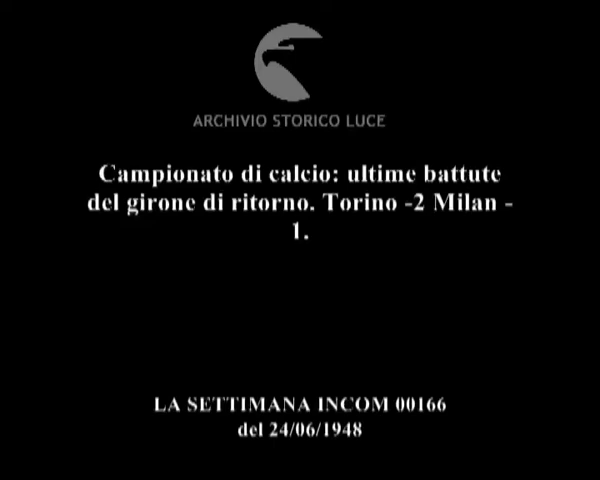 ARCHIVIO STORICO LUCE
Campionato di calcio: ultime battute
del girone di ritorno. Torino -2 Milan -
1.
LA SETTIMANA INCOM 00166
del 24/06/1948